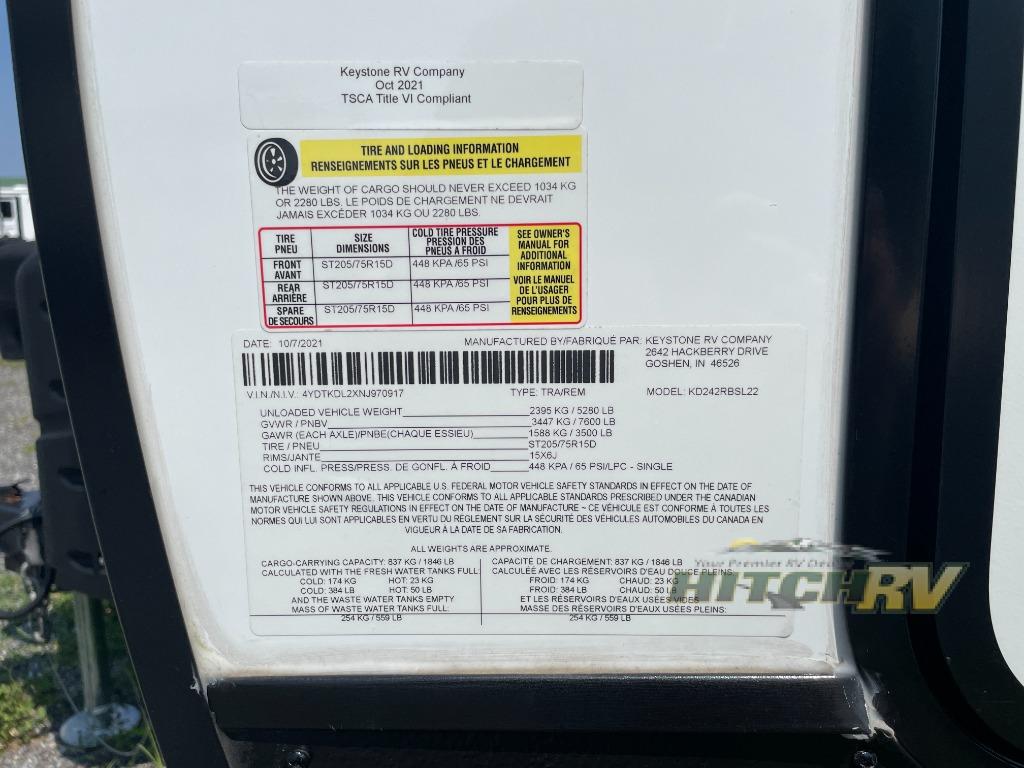 Keystone RV Company
Oct 2021
TSCA Title VI Compliant
TIRE AND LOADING INFORMATION
RENSEIGNEMENTS SUR LES PNEUS ET LE CHARGEMENT
THE WEIGHT OF CARGO SHOULD NEVER EXCEED 1034 KG
OR 2280 LBS. LE POIDS DE CHARGEMENT NE DEVRAIT
JAMAIS EXCÉDER 1034 KG OU 2280 LBS.
TIRE PNEU
SIZE DIMENSIONS
COLD TIRE PRESSURE PRESSION DES PNEUS À FROID
FRONT AVANT ST205/75R15D 448 KPA /65 PSI
REAR ARRIÈRE ST205/75R15D 448 KPA /65 PSI
SPARE DE SECOURS ST205/75R15D 448 KPA /65 PSI
SEE OWNER'S
MANUAL FOR
ADDITIONAL
INFORMATION
VOIR LE MANUEL
DE L'USAGER
POUR PLUS DE
RENSEIGNEMENTS
DATE: 10/7/2021 MANUFACTURED BY/FABRIQUÉ PAR: KEYSTONE RV COMPANY
2642 HACKBERRY DRIVE
GOSHEN, IN 46526
V.I.N./N.I.V.: 4YDTKDL2XNJ970917 TYPE: TRA/REM MODEL: KD242RBSL22
UNLOADED VEHICLE WEIGHT 2395 KG / 5280 LB
GVWR / PNBV 3447 KG / 7600 LB
GAWR (EACH AXLE)/PNBE(CHAQUE ESSIEU) 1588 KG / 3500 LB
TIRE / PNEU ST205/75R15D
RIMS/JANTE 15X6J
COLD INFL. PRESS/PRESS. DE GONFL. Á FROID 448 KPA / 65 PSI/LPC - SINGLE
THIS VEHICLE CONFORMS TO ALL APPLICABLE U.S. FEDERAL MOTOR VEHICLE SAFETY STANDARDS IN EFFECT ON THE DATE OF
MANUFACTURE SHOWN ABOVE. THIS VEHICLE CONFORMS TO ALL APPLICABLE STANDARDS PRESCRIBED UNDER THE CANADIAN
MOTOR VEHICLE SAFETY REGULATIONS IN EFFECT ON THE DATE OF MANUFACTURE ~ CE VÉHICULE EST CONFORME À TOUTES LES
NORMES QUI LUI SONT APPLICABLES EN VERTU DU REGLEMENT SUR LA SÉCURITÉ DES VÉHICULES AUTOMOBILES DU CANADA EN
VIGUEUR À LA DATE DE SA FABRICATION.
ALL WEIGHTS ARE APPROXIMATE.
CARGO-CARRYING CAPACITY: 837 KG / 1846 LB
CALCULATED WITH THE FRESH WATER TANKS FULL:
COLD: 174 KG HOT: 23 KG
COLD: 384 LB HOT: 50 LB
AND THE WASTE WATER TANKS EMPTY
MASS OF WASTE WATER TANKS FULL:
254 KG / 559 LB
CAPACITÉ DE CHARGEMENT: 837 KG / 1846 LB
CALCULÉE AVEC LES RÉSERVOIRS D'EAU DOUCE PLEINS:
FROID: 174 KG CHAUD: 23 KG
FROID: 384 LB CHAUD: 50 LB
ET LES RÉSERVOIRS D'EAUX USÉES VIDES
MASSE DES RÉSERVOIRS D'EAUX USÉES PLEINS:
254 KG / 559 LB
Your Premier RV
HITCHRV